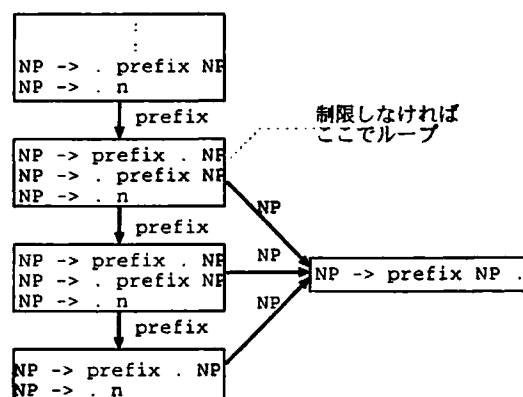 :
:
NP -> . prefix NP
NP -> . n
prefix
制限しなければ
ここでループ
NP -> prefix . NP
NP -> . prefix NP
NP -> . n
NP
prefix
NP -> prefix . NP
NP -> . prefix NP
NP -> . n
NP
NP -> prefix NP .
NP
prefix
NP -> prefix . NP
NP -> . n